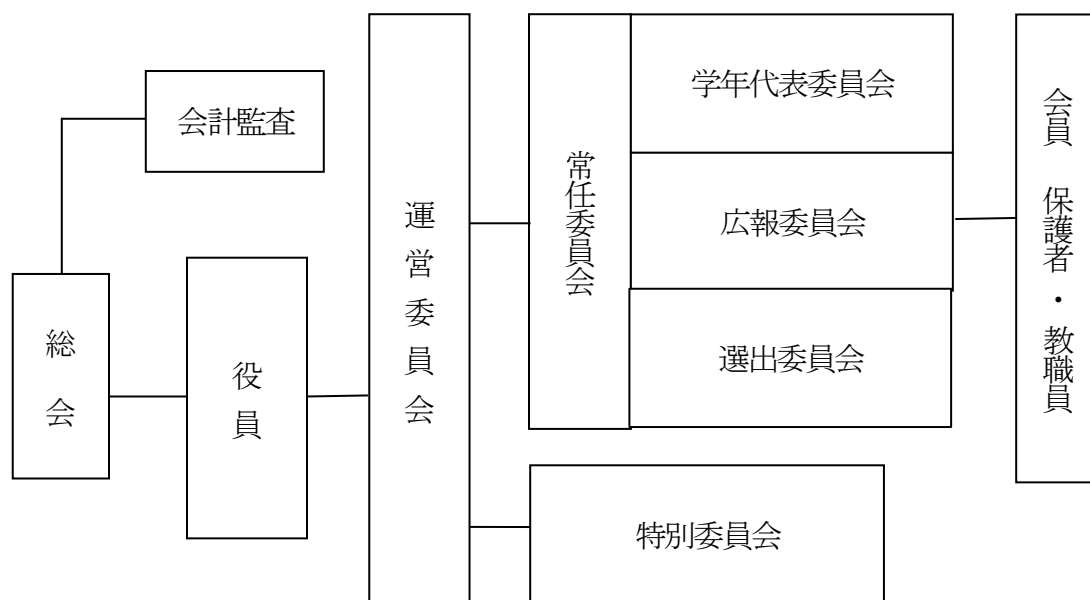 会計監査
総会
役員
運営委員会
常任委員会
学年代表委員会
広報委員会
選出委員会
特別委員会
会員 保護者・教職員